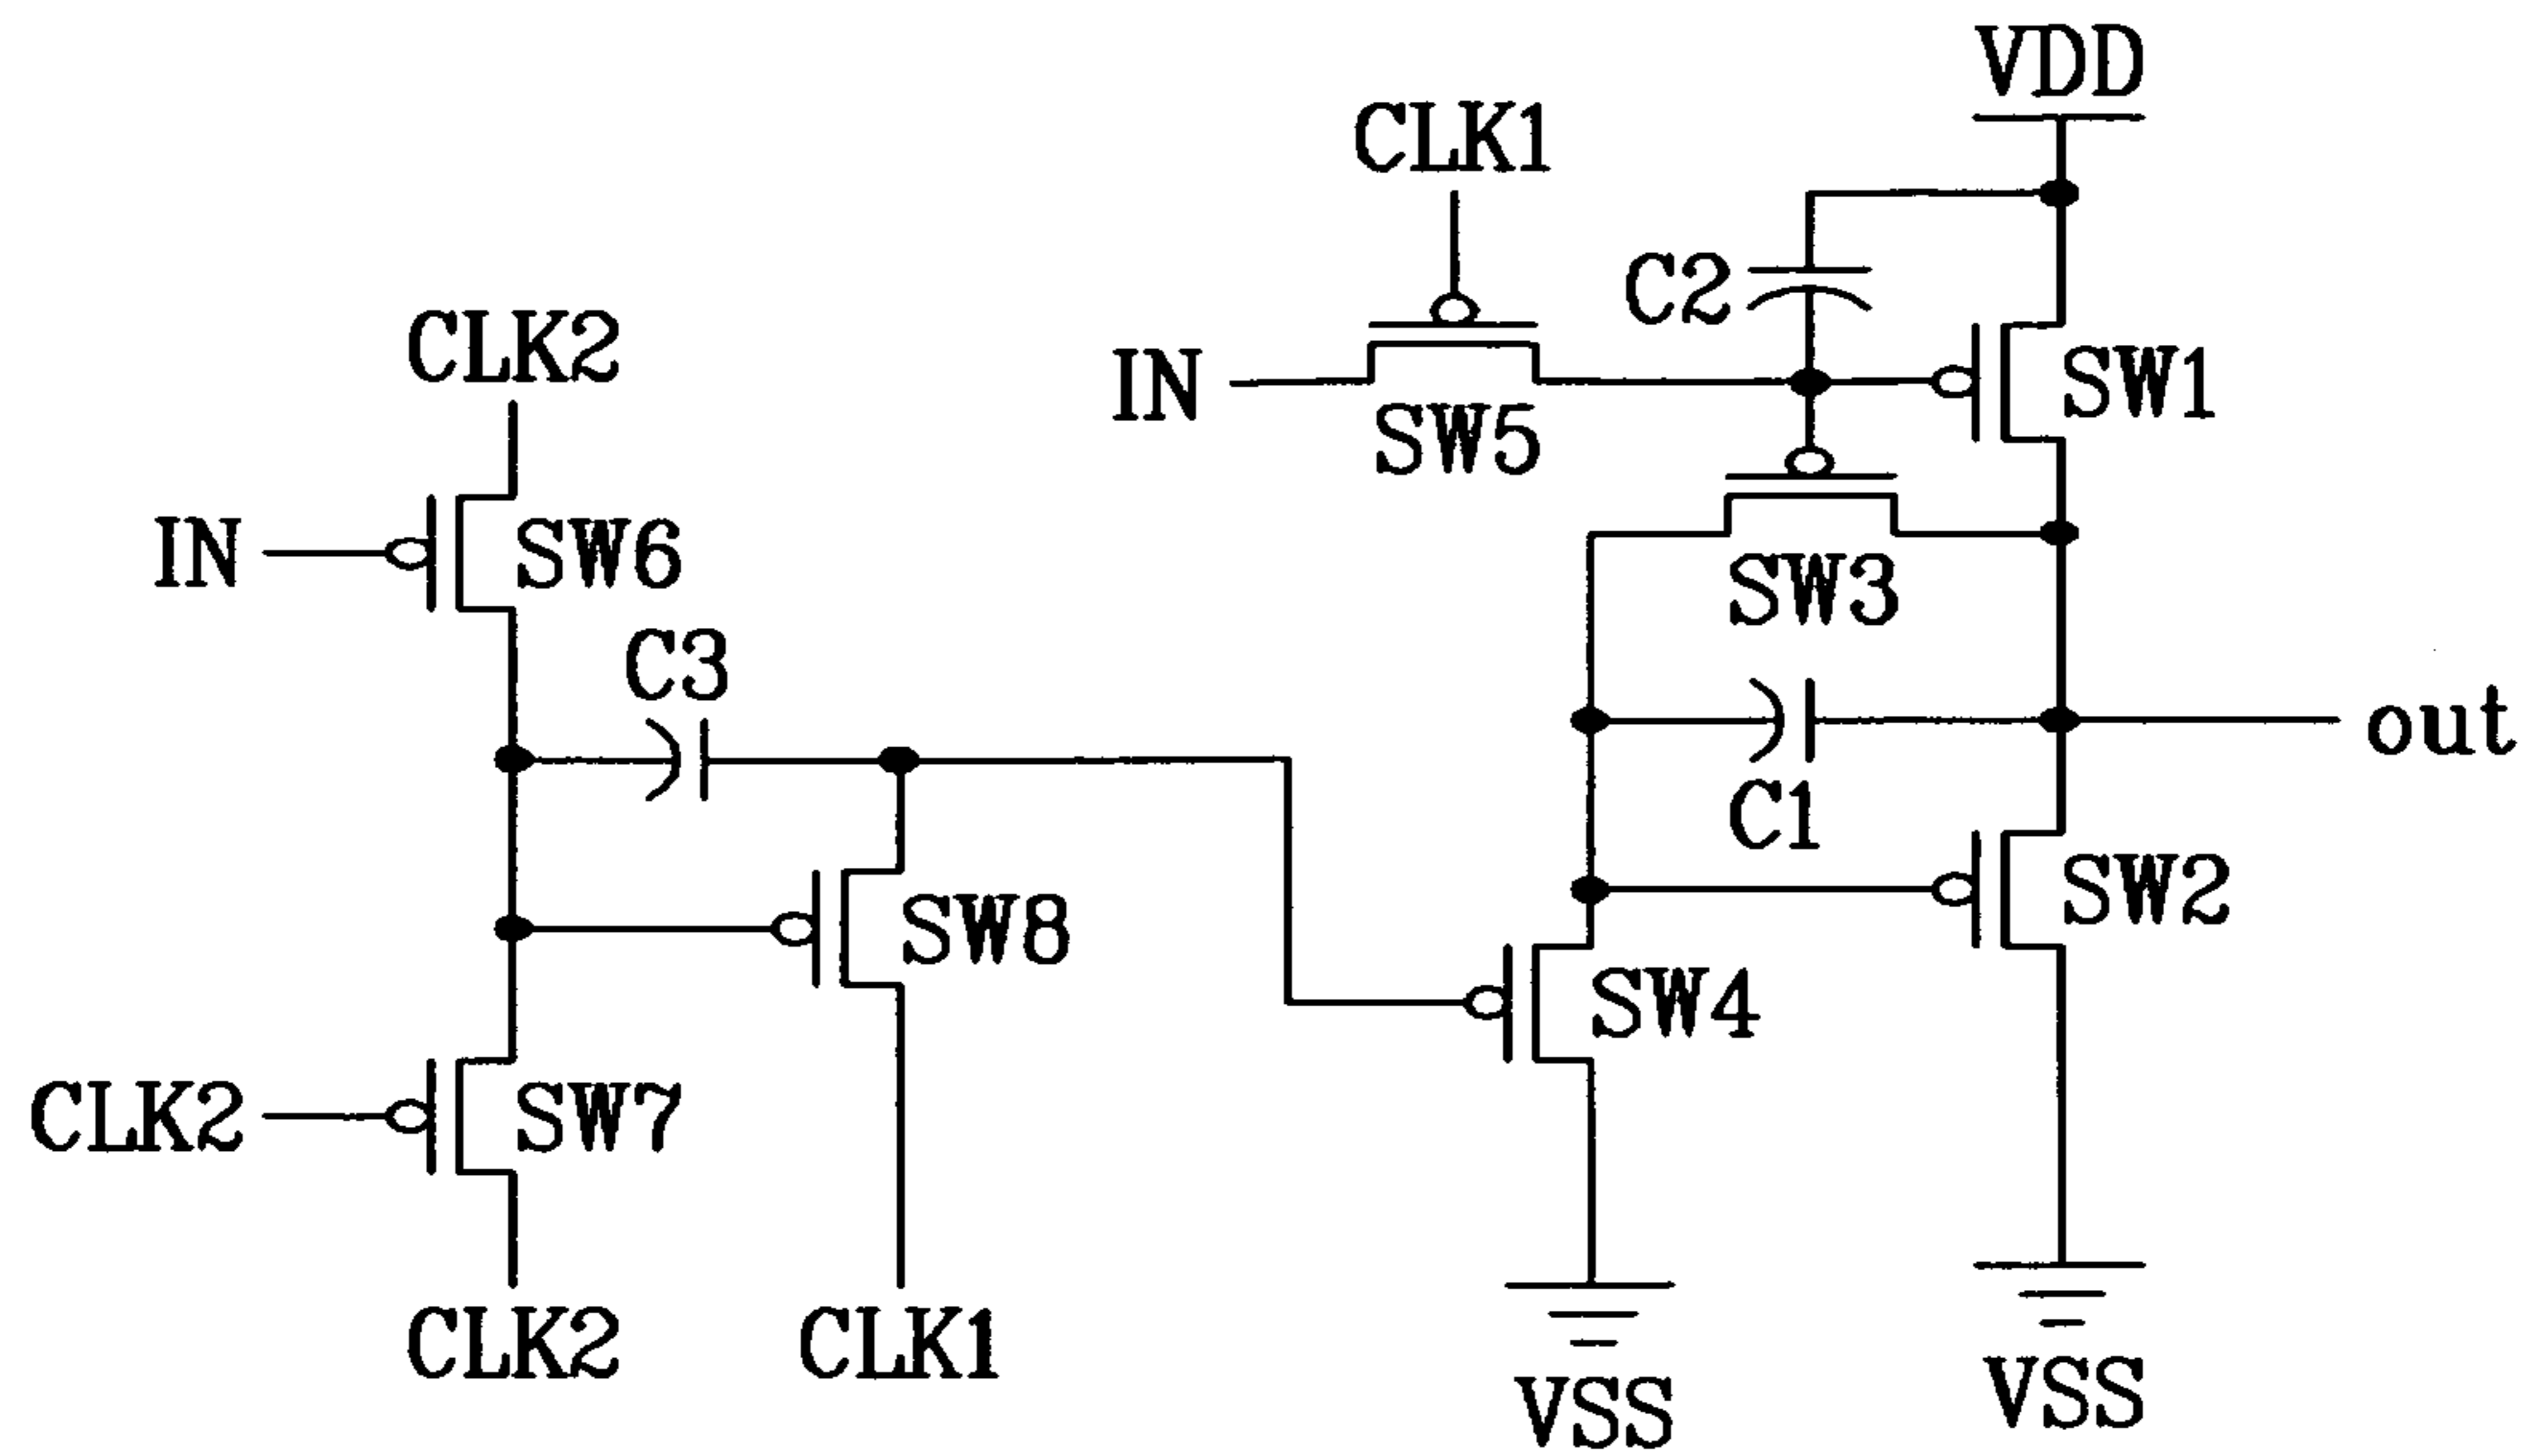 VDD
CLK1
C2
CLK2
IN
SW1
SW5
IN
SW6
SW3
C3
out
C1
SW8
SW2
SW4
CLK2
SW7
CLK2
CLK1
VSS
VSS